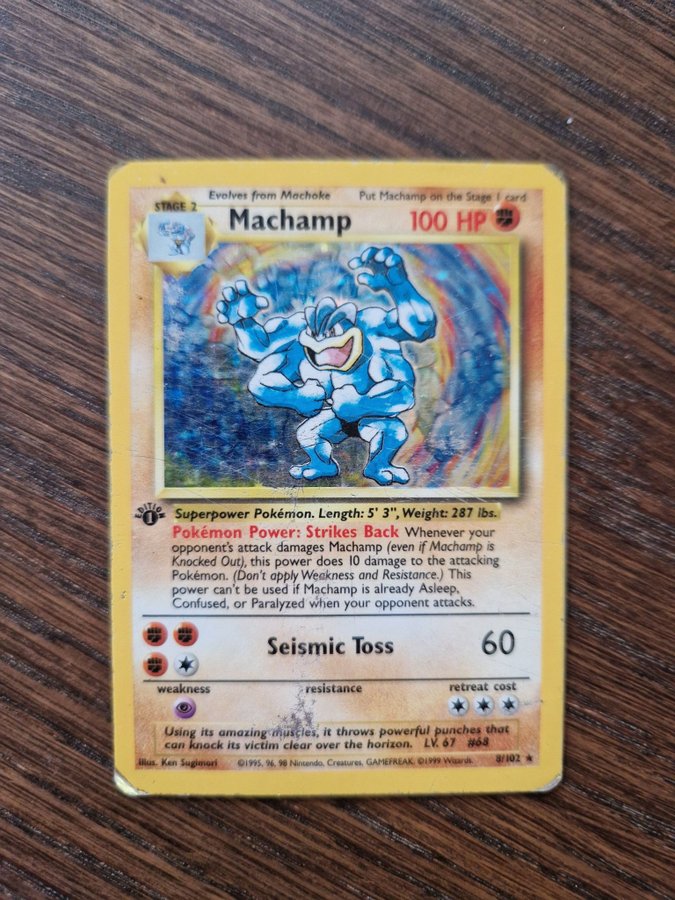 Evolves from Machoke Put Machamp on the Stage 1 card
STAGE 2
Machamp 100 HP
EDITION
1
Superpower Pokémon. Length: 5' 3", Weight: 287 lbs.
Pokémon Power: Strikes Back Whenever your
opponent's attack damages Machamp (even if Machamp is
Knocked Out), this power does 10 damage to the attacking
Pokémon. (Don't apply Weakness and Resistance.) This
power can't be used if Machamp is already Asleep,
Confused, or Paralyzed when your opponent attacks.
Seismic Toss 60
weakness resistance retreat cost
Using its amazing muscles, it throws powerful punches that
can knock its victim clear over the horizon. LV. 67 #68
Illus. Ken Sugimori ©1995, 96, 98 Nintendo, Creatures, GAMEFREAK. ©1999 Wizards. 8/102 ★